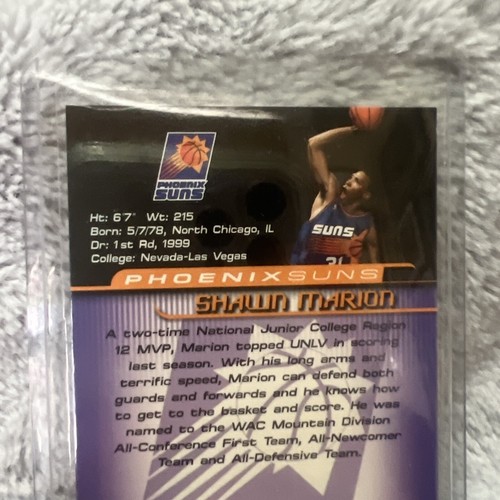 PHOENIX
SUNS
SUNS
31
Ht: 6'7" Wt: 215
Born: 5/7/78, North Chicago, IL
Dr: 1st Rd, 1999
College: Nevada-Las Vegas
PHOENIX SUNS
SHAWN MARION
A two-time National Junior College Region
12 MVP, Marion topped UNLV in scoring
last season. With his long arms and
terrific speed, Marion can defend both
guards and forwards and he knows how
to get to the basket and score. He was
named to the WAC Mountain Division
All-Conference First Team, All-Newcomer
Team and All-Defensive Team.